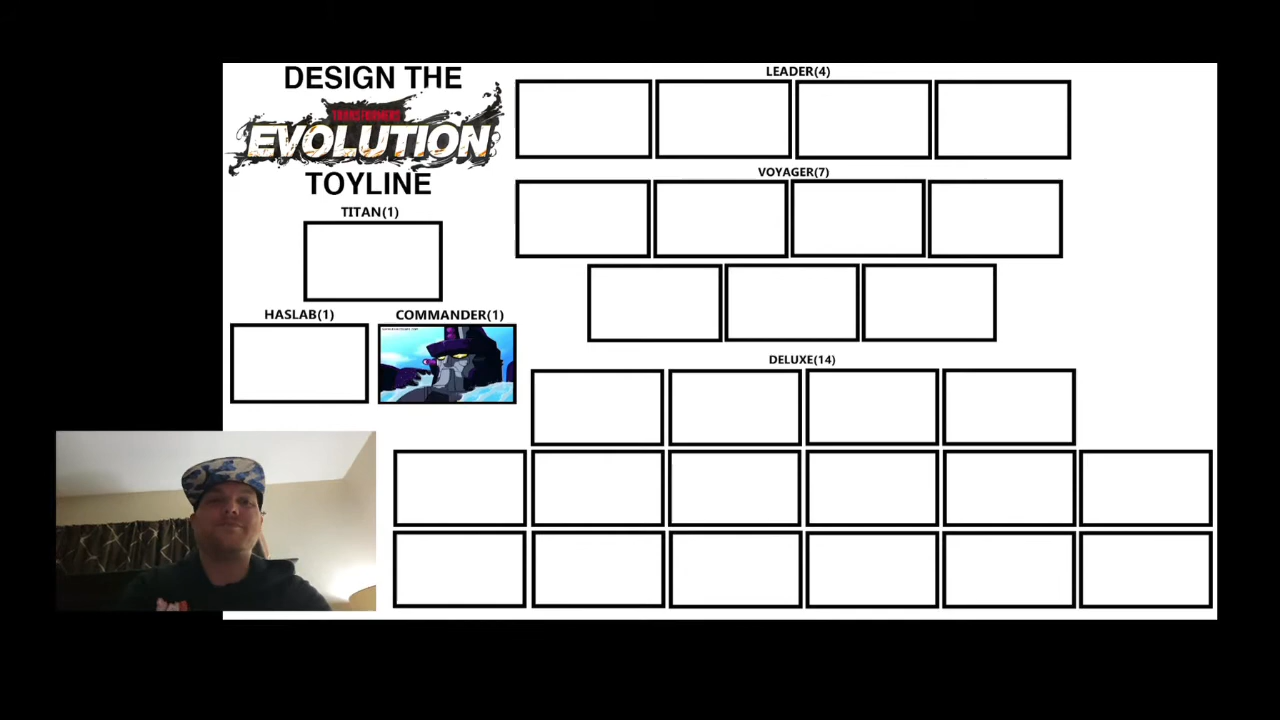 DESIGN THE
TRANSFORMERS
EVOLUTION
TOYLINE
TITAN(1)
HASLAB(1)
COMMANDER(1)
LEADER(4)
VOYAGER(7)
DELUXE(14)